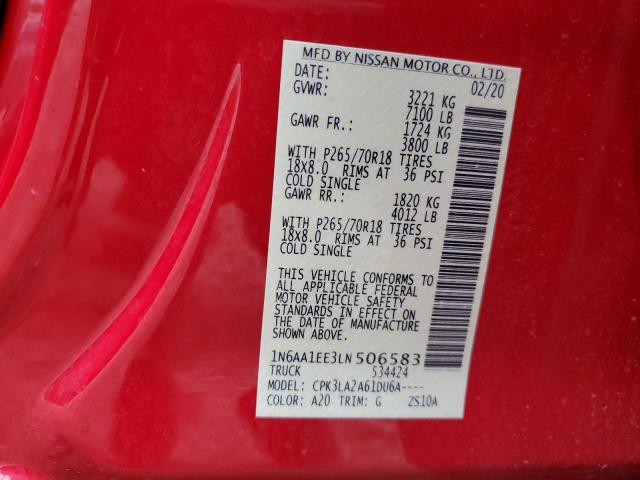 MFD BY NISSAN MOTOR CO., LTD.
DATE: 02/20
GVWR: 3221 KG
7100 LB
GAWR FR.: 1724 KG
3800 LB
WITH P265/70R18 TIRES
18X8.0 RIMS AT 36 PSI
COLD SINGLE
GAWR RR.: 1820 KG
4012 LB
WITH P265/70R18 TIRES
18X8.0 RIMS AT 36 PSI
COLD SINGLE
THIS VEHICLE CONFORMS TO
ALL APPLICABLE FEDERAL
MOTOR VEHICLE SAFETY
STANDARDS IN EFFECT ON
THE DATE OF MANUFACTURE
SHOWN ABOVE.
1N6AA1EE3LN506583
TRUCK 534424
MODEL: CPK3LA2A61DU6A----
COLOR: A20 TRIM: G 2S10A